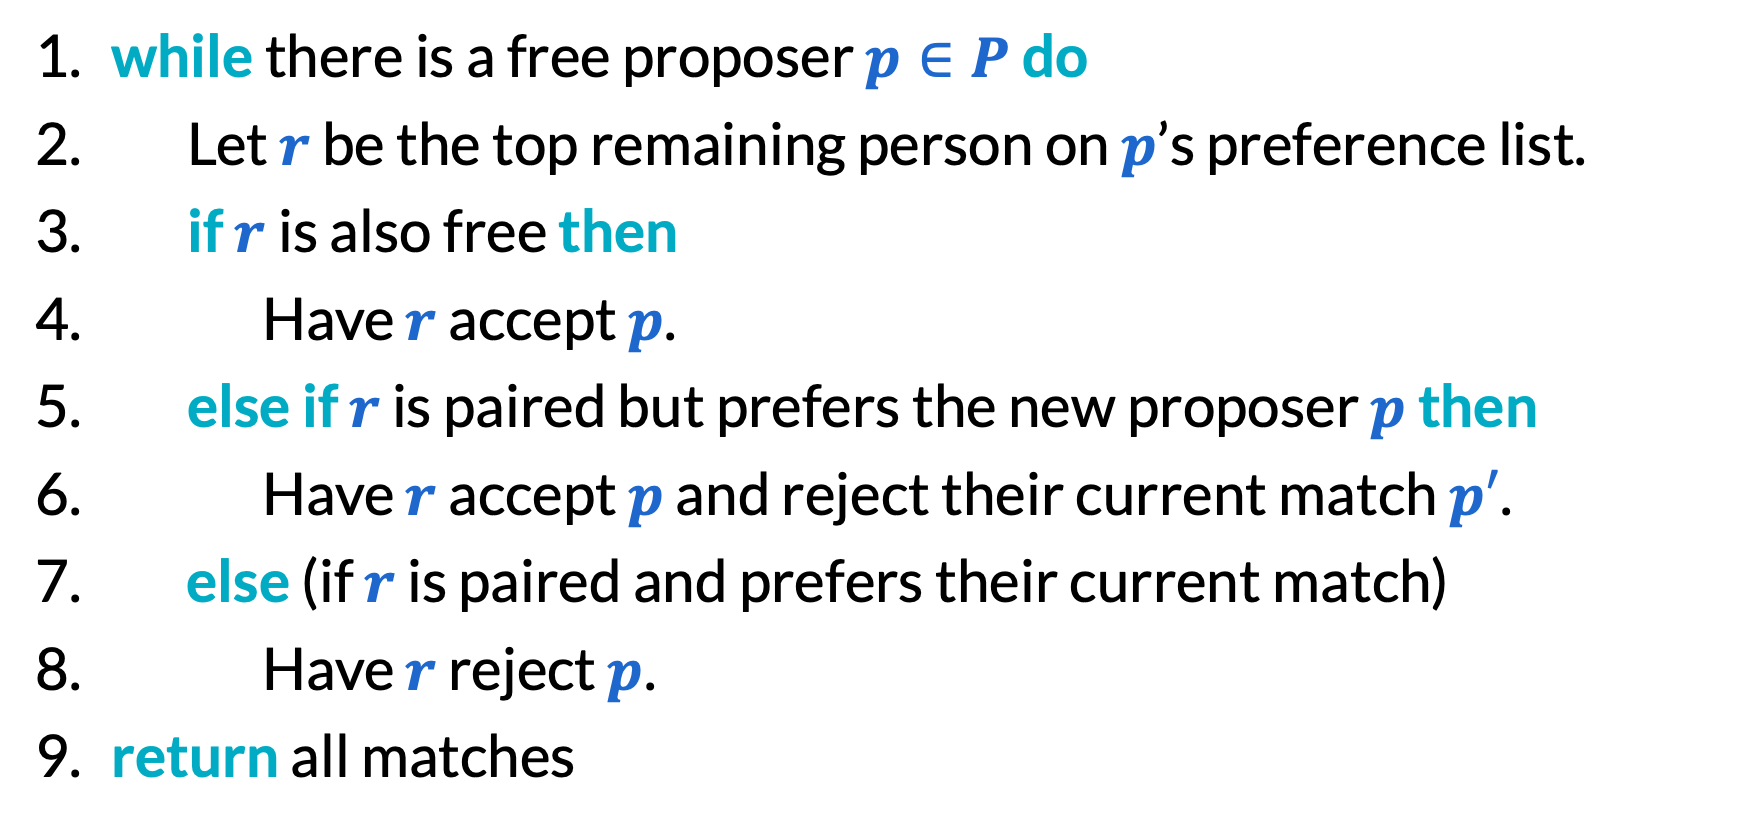 1. while there is a free proposer p ∈ P do
2. Let r be the top remaining person on p’s preference list.
3. if r is also free then
4. Have r accept p.
5. else if r is paired but prefers the new proposer p then
6. Have r accept p and reject their current match p′.
7. else (if r is paired and prefers their current match)
8. Have r reject p.
9. return all matches